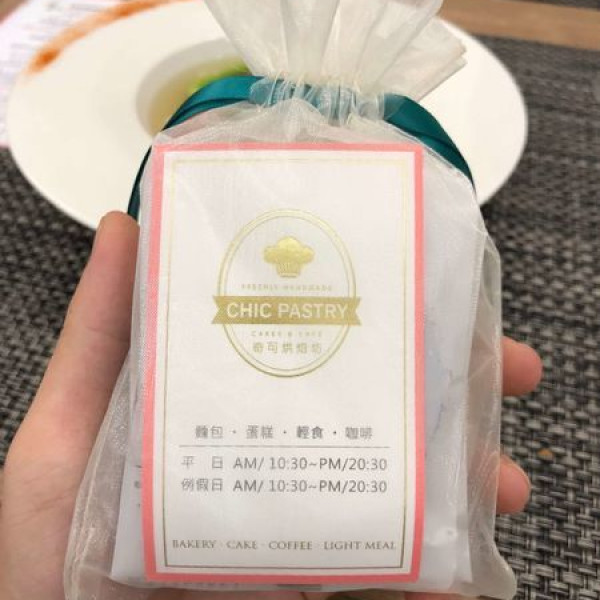 FRESHLY HANDMADE
CHIC PASTRY
CAKES & CAFE
奇可烘焙坊
麵包・蛋糕・輕食・咖啡
平 日 AM/ 10:30~PM/20:30
例假日 AM/ 10:30~PM/20:30
BAKERY · CAKE · COFFEE · LIGHT MEAL